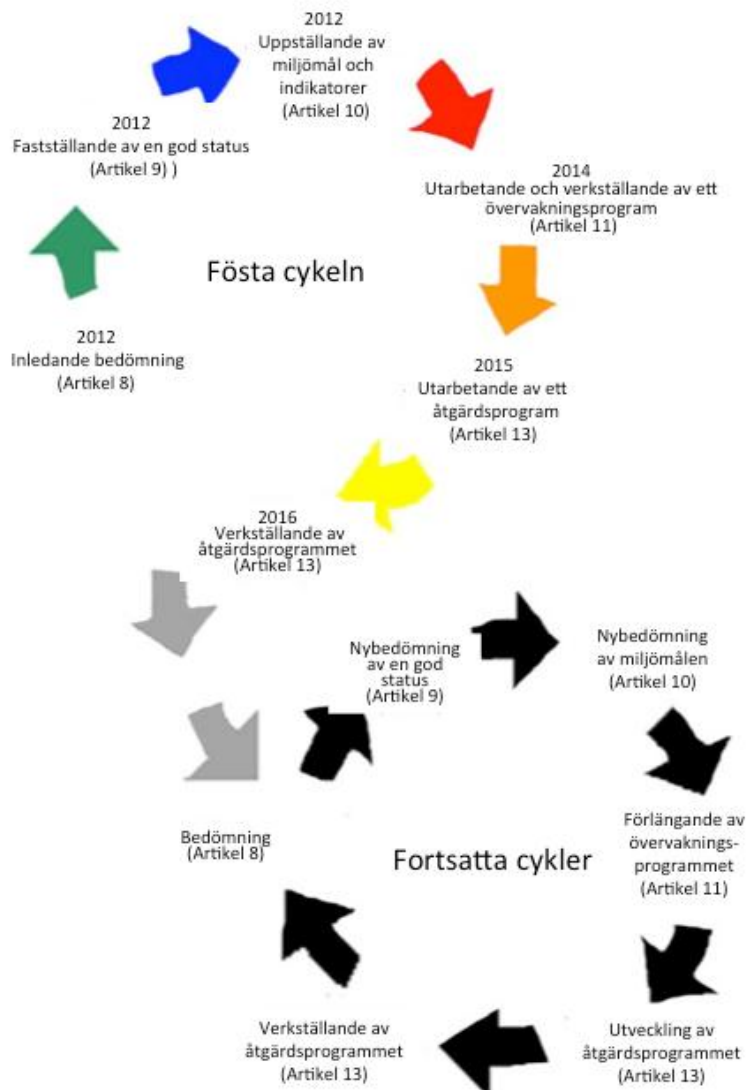 2012
Uppställande av
miljömål och
indikatorer
(Artikel 10)
2012
Fastställande av en god status
(Artikel 9) )
2014
Utarbetande och verkställande av ett
övervakningsprogram
(Artikel 11)
Fösta cykeln
2012
Inledande bedömning
(Artikel 8)
2015
Utarbetande av ett
åtgärdsprogram
(Artikel 13)
2016
Verkställande av
åtgärdsprogrammet
(Artikel 13)
Nybedömning
av en god
status
(Artikel 9)
Nybedömning
av miljömålen
(Artikel 10)
Bedömning
(Artikel 8)
Fortsatta cykler
Förlängande av
övervaknings-
programmet
(Artikel 11)
Verkställande av
åtgärdsprogrammet
(Artikel 13)
Utveckling av
åtgärdsprogrammet
(Artikel 13)